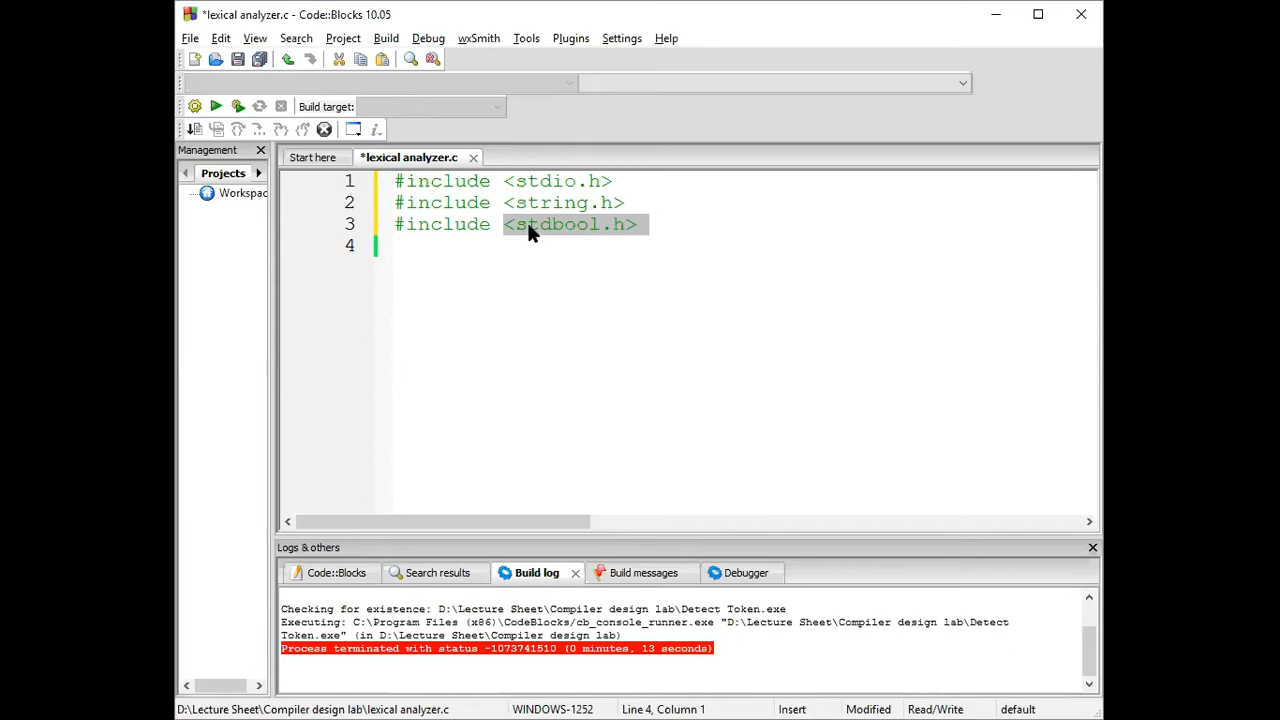 *lexical analyzer.c - Code::Blocks 10.05
File Edit View Search Project Build Debug wxSmith Tools Plugins Settings Help
Build target:
Management
Projects
Workspac
Start here
*lexical analyzer.c
1 #include <stdio.h>
2 #include <string.h>
3 #include <stdbool.h>
4
Logs & others
Code::Blocks Search results Build log Build messages Debugger
Checking for existence: D:\Lecture Sheet\Compiler design lab\Detect Token.exe
Executing: C:\Program Files (x86)\CodeBlocks/cb_console_runner.exe "D:\Lecture Sheet\Compiler design lab\Detect
Token.exe" (in D:\Lecture Sheet\Compiler design lab)
Process terminated with status -1073741510 (0 minutes, 13 seconds)
D:\Lecture Sheet\Compiler design lab\lexical analyzer.c WINDOWS-1252 Line 4, Column 1 Insert Modified Read/Write default